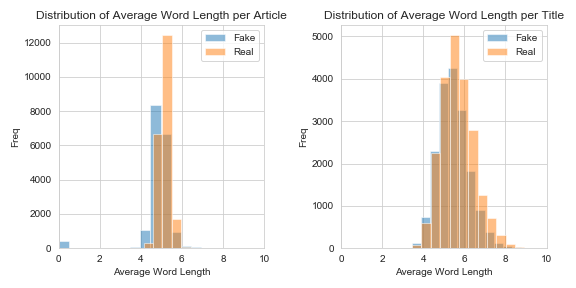 Distribution of Average Word Length per Article
Fake
Real
12000
10000
8000
6000
4000
2000
0
Freq
0 2 4 6 8 10
Average Word Length
Distribution of Average Word Length per Title
Fake
Real
5000
4000
3000
2000
1000
0
Freq
0 2 4 6 8 10
Average Word Length